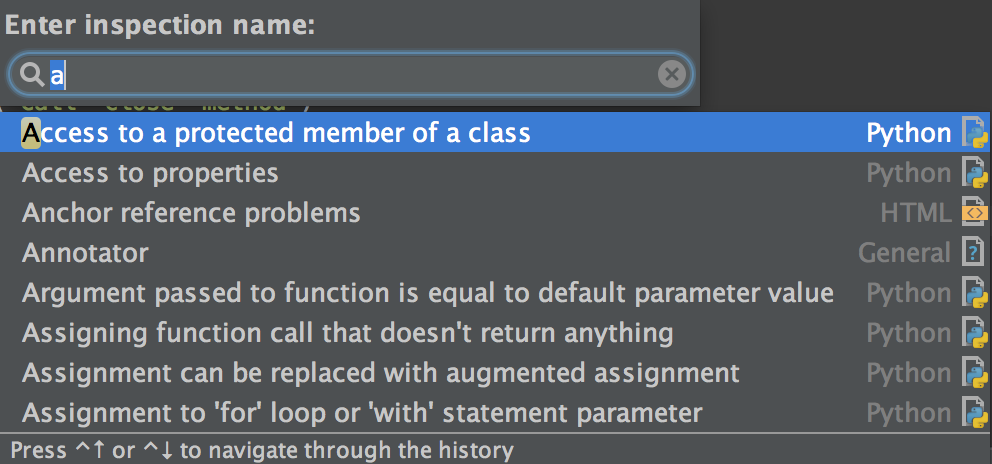 Enter inspection name:
a
call 'close' method')
Access to a protected member of a class Python
Access to properties Python
Anchor reference problems HTML
Annotator General
Argument passed to function is equal to default parameter value Python
Assigning function call that doesn't return anything Python
Assignment can be replaced with augmented assignment Python
Assignment to 'for' loop or 'with' statement parameter Python
Press ^↑ or ^↓ to navigate through the history